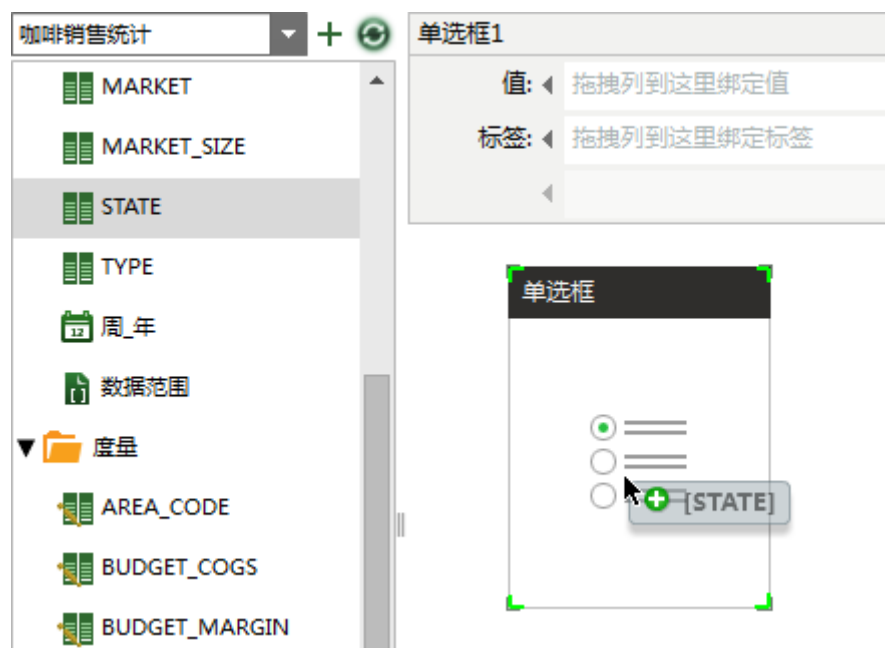 咖啡销售统计
MARKET
MARKET_SIZE
STATE
TYPE
12
周_年
数据范围
度量
AREA_CODE
BUDGET_COGS
BUDGET_MARGIN
单选框1
值:
拖拽列到这里绑定值
标签:
拖拽列到这里绑定标签
单选框
[STATE]